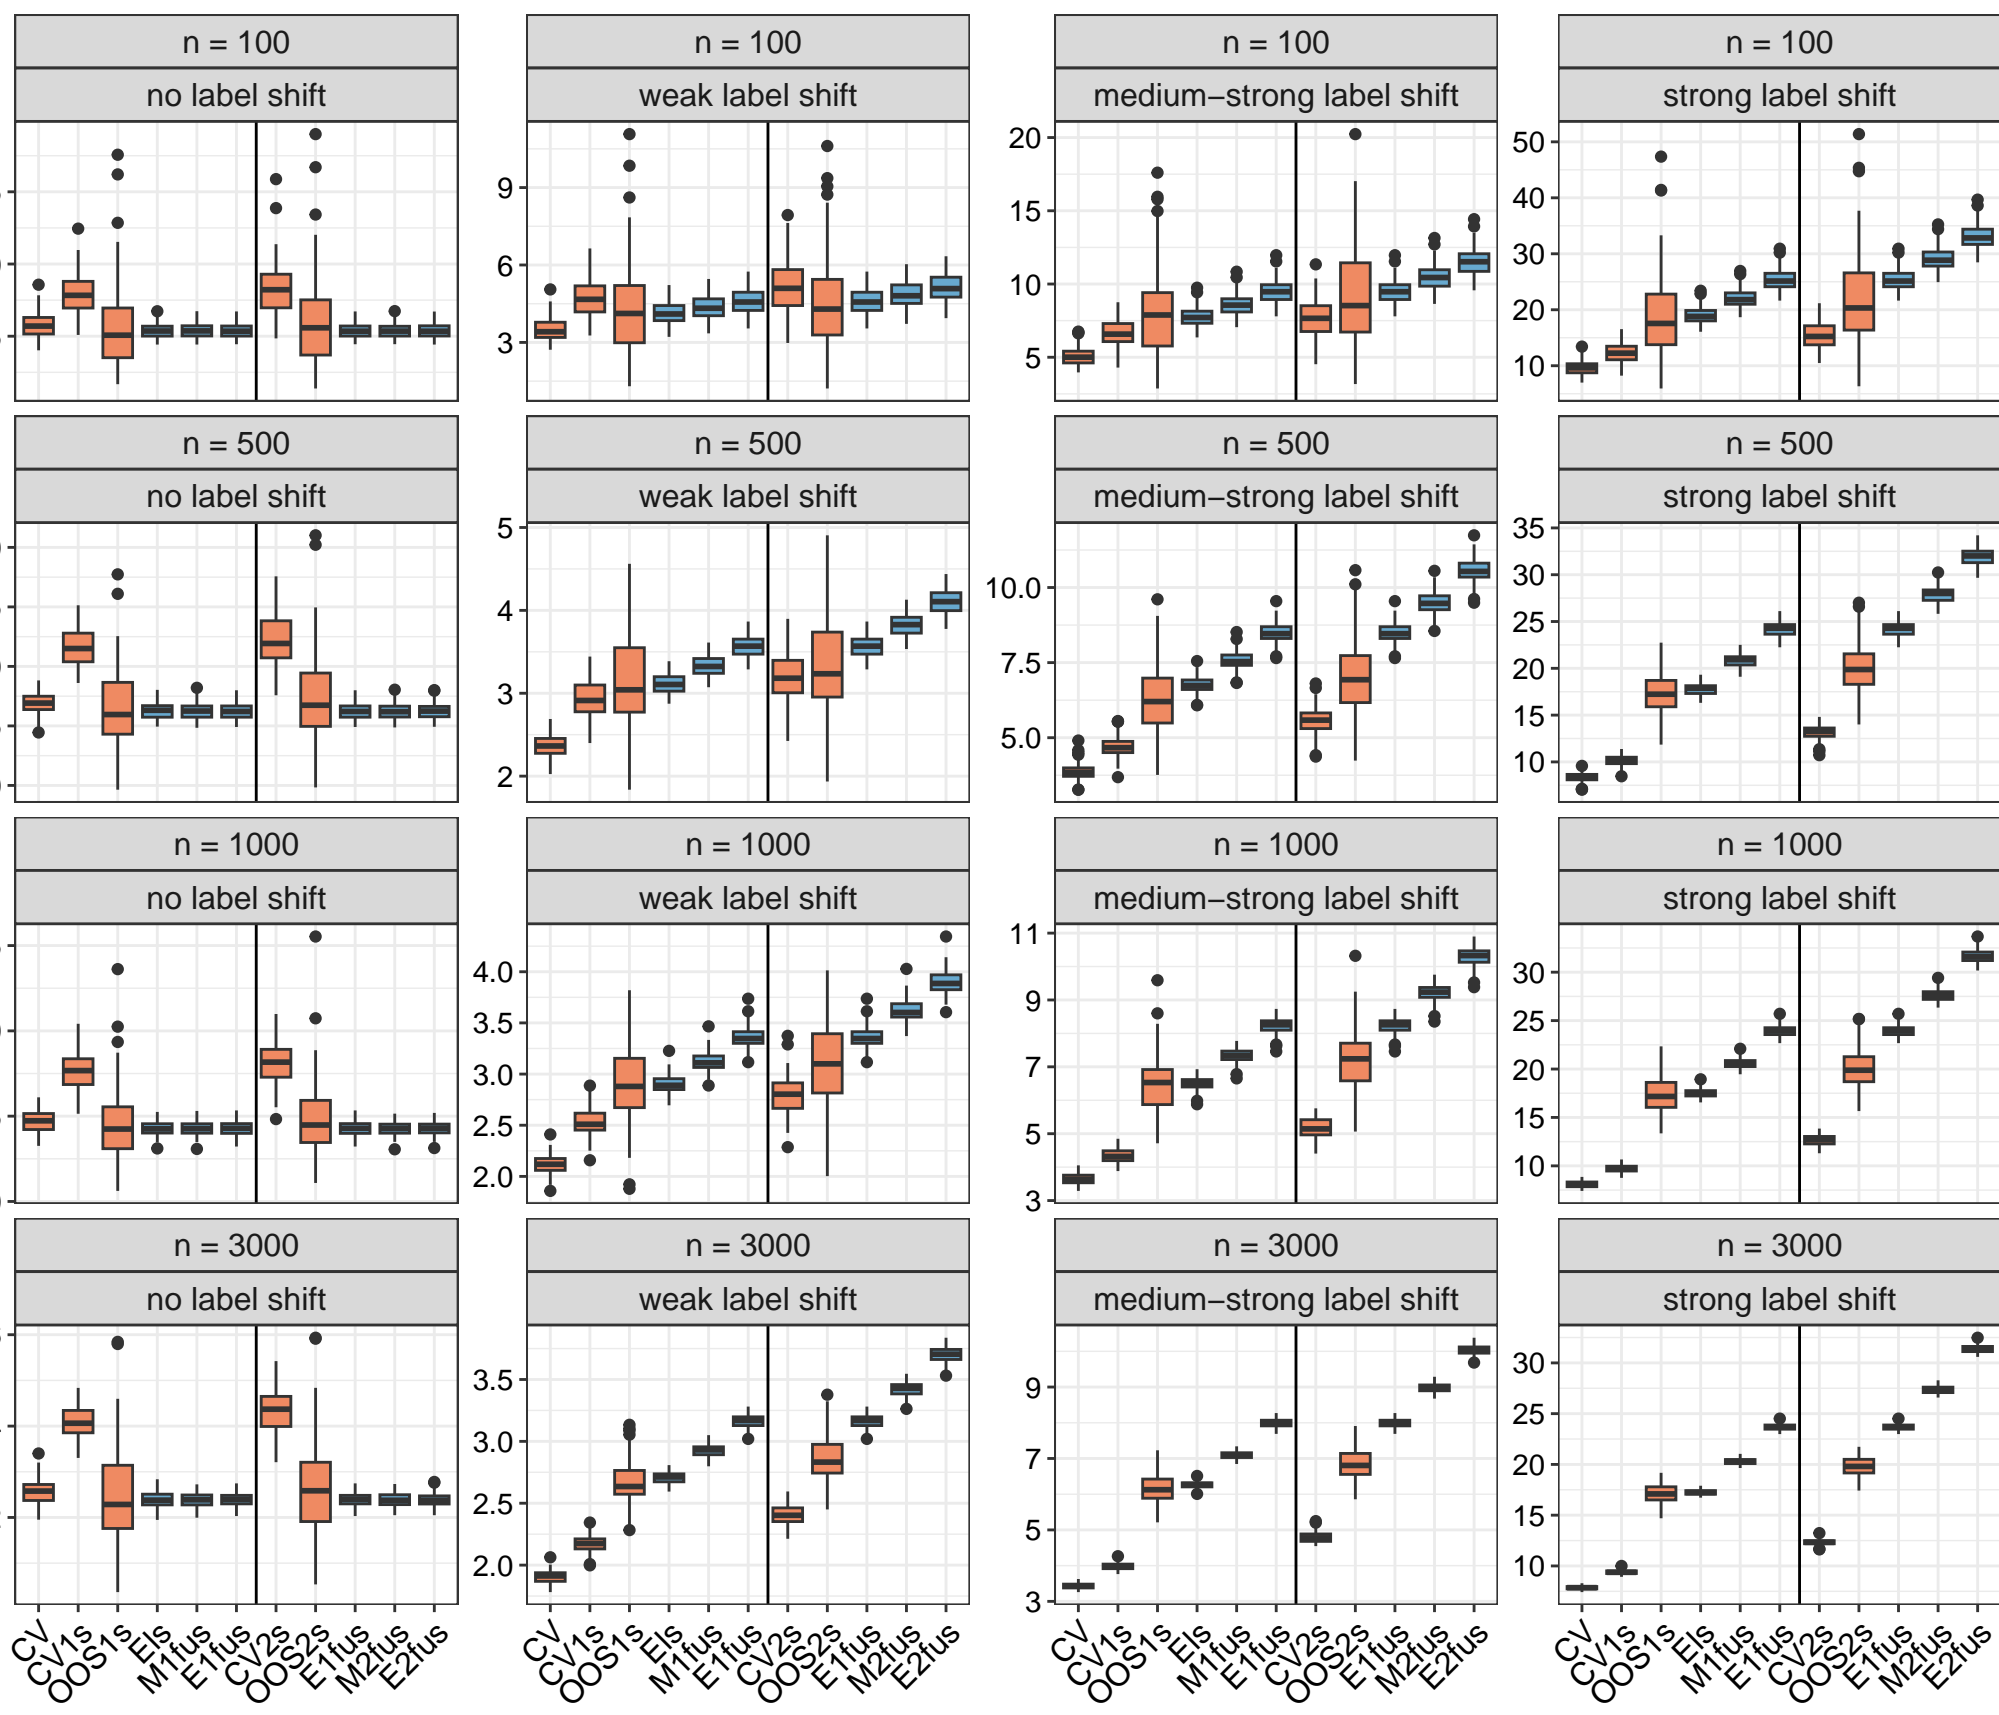 n = 100
n = 100
n = 100
n = 100
no label shift
weak label shift
medium−strong label shift
strong label shift
9
6
3
20
15
10
5
50
40
30
20
10
n = 500
n = 500
n = 500
n = 500
no label shift
weak label shift
medium−strong label shift
strong label shift
5
4
3
2
10.0
7.5
5.0
35
30
25
20
15
10
n = 1000
n = 1000
n = 1000
n = 1000
no label shift
weak label shift
medium−strong label shift
strong label shift
4.0
3.5
3.0
2.5
2.0
11
9
7
5
3
30
25
20
15
10
n = 3000
n = 3000
n = 3000
n = 3000
no label shift
weak label shift
medium−strong label shift
strong label shift
3.5
3.0
2.5
2.0
9
7
5
3
30
25
20
15
10
CV
CV1s
OOS1s
Els
M1fus
E1fus
CV2s
OOS2s
E1fus
M2fus
E2fus
CV
CV1s
OOS1s
Els
M1fus
E1fus
CV2s
OOS2s
E1fus
M2fus
E2fus
CV
CV1s
OOS1s
Els
M1fus
E1fus
CV2s
OOS2s
E1fus
M2fus
E2fus
CV
CV1s
OOS1s
Els
M1fus
E1fus
CV2s
OOS2s
E1fus
M2fus
E2fus